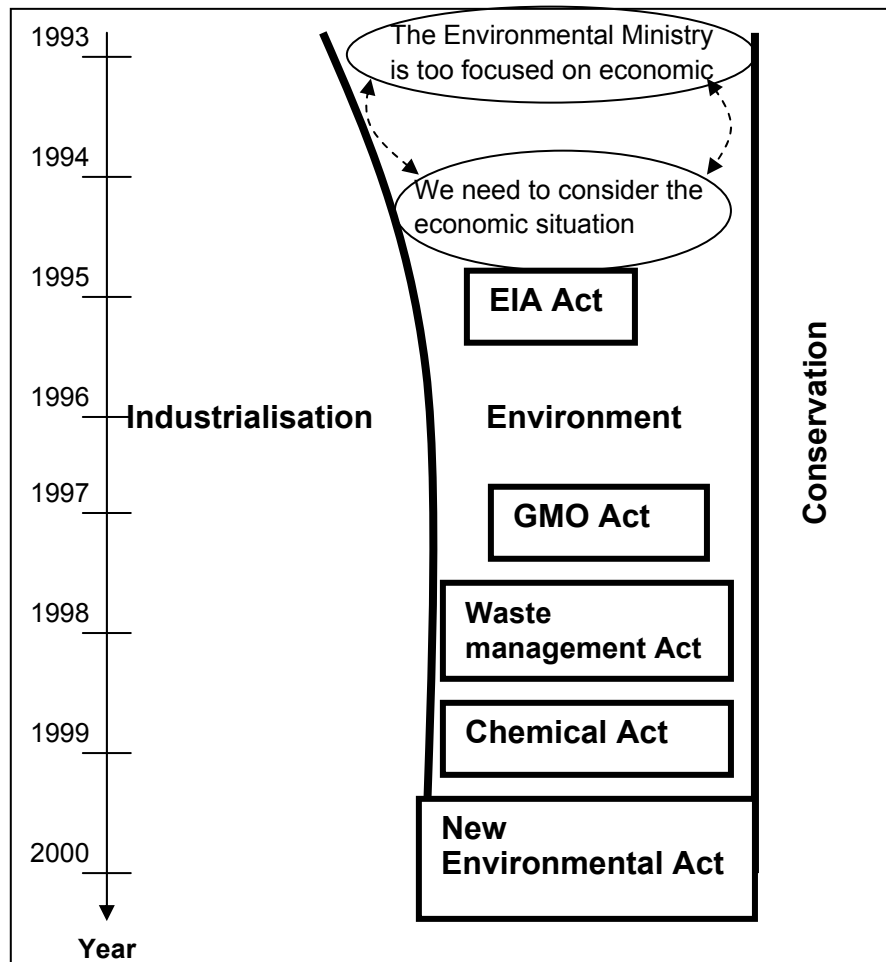 1993
The Environmental Ministry
is too focused on economic
1994
We need to consider the
economic situation
1995
EIA Act
1996
Industrialisation
Environment
Conservation
1997
GMO Act
1998
Waste
management Act
1999
Chemical Act
New
Environmental Act
2000
Year